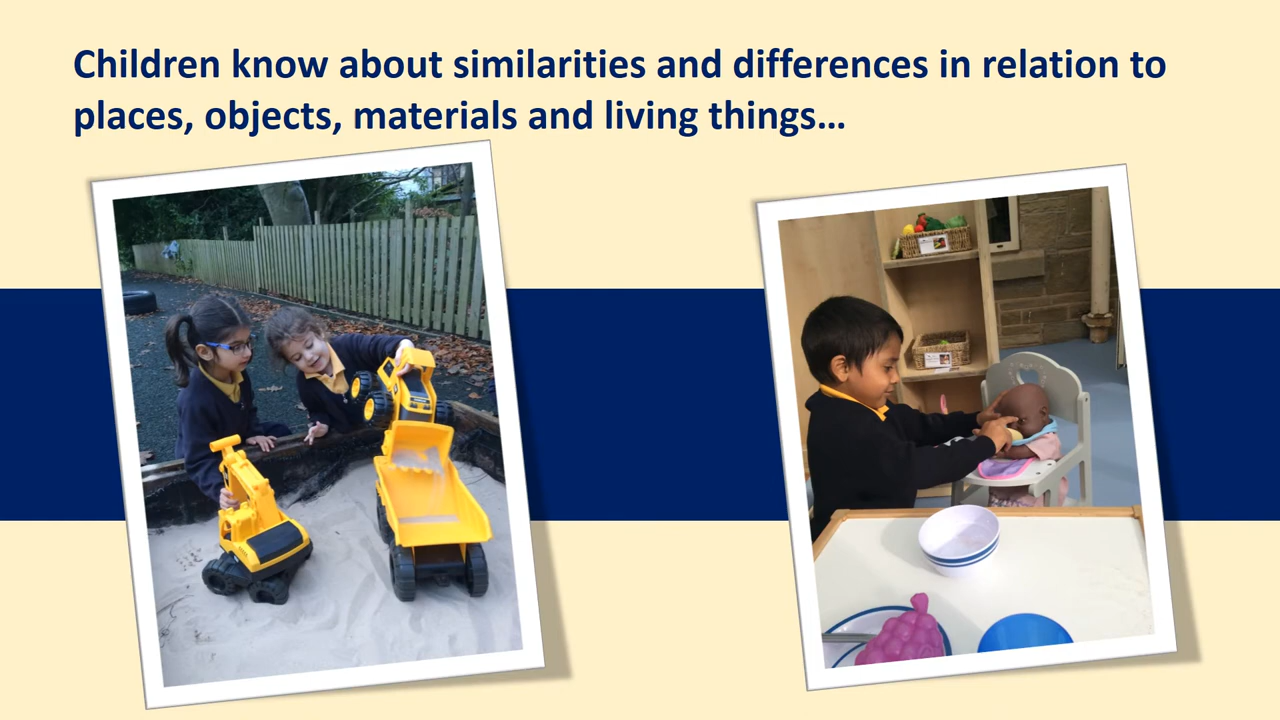 Children know about similarities and differences in relation to
places, objects, materials and living things…